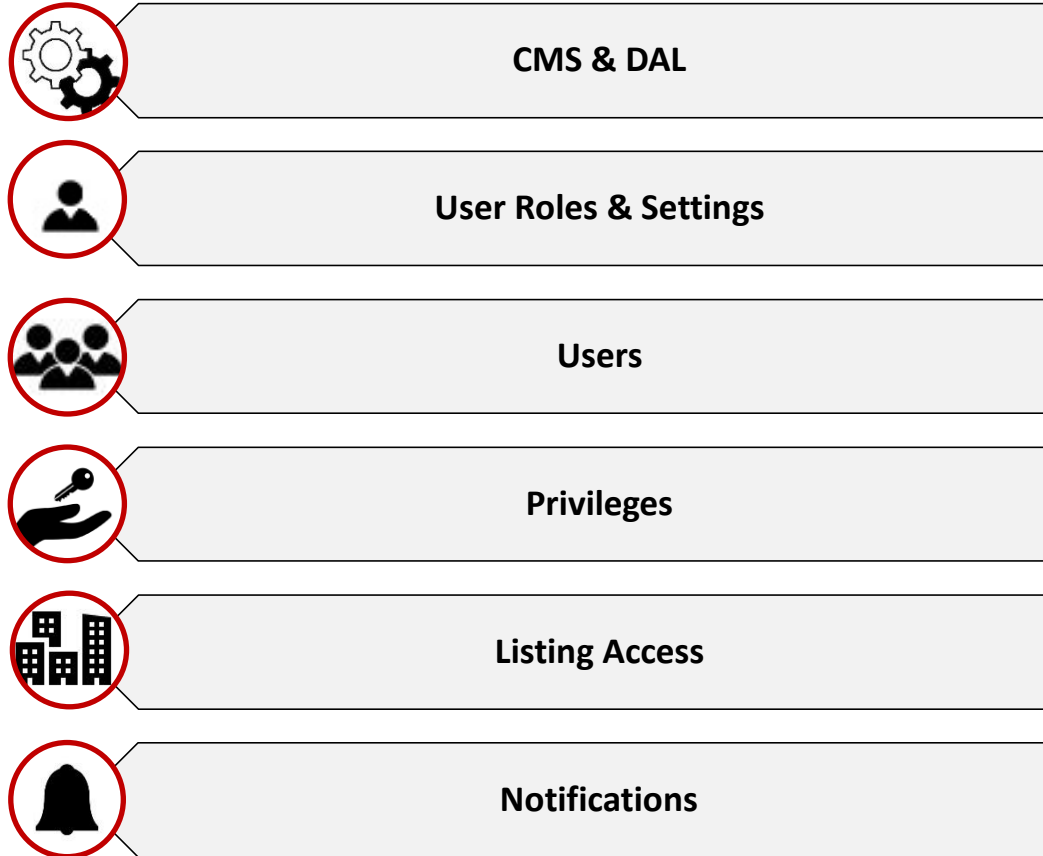 CMS & DAL
User Roles & Settings
Users
Privileges
Listing Access
Notifications